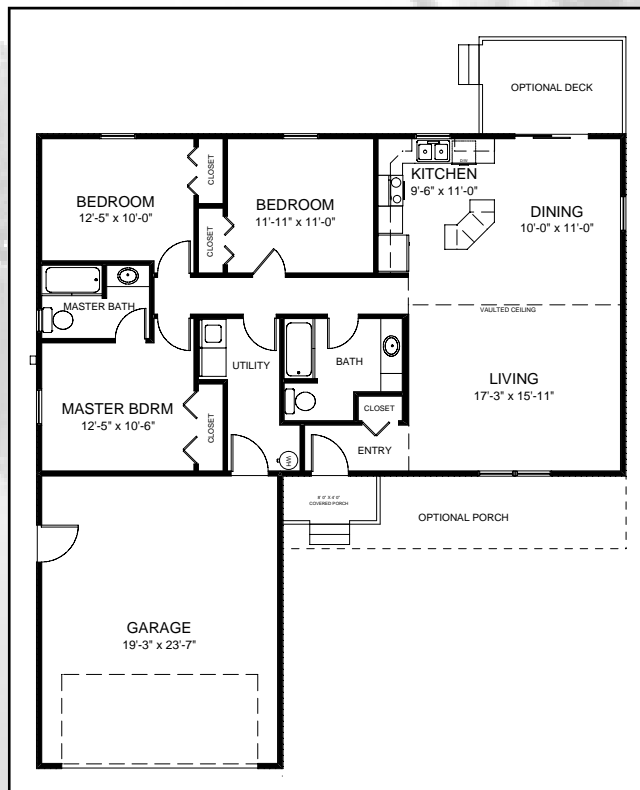 OPTIONAL DECK
KITCHEN
9'-6" x 11'-0"
DW
CLOSET
BEDROOM
12'-5" x 10'-0"
BEDROOM
11'-11" x 11'-0"
DINING
10'-0" x 11'-0"
CLOSET
MASTER BATH
VAULTED CEILING
UTILITY
BATH
LIVING
17'-3" x 15'-11"
MASTER BDRM
12'-5" x 10'-6"
CLOSET
CLOSET
ENTRY
WH
COVERED PORCH
OPTIONAL PORCH
GARAGE
19'-3" x 23'-7"